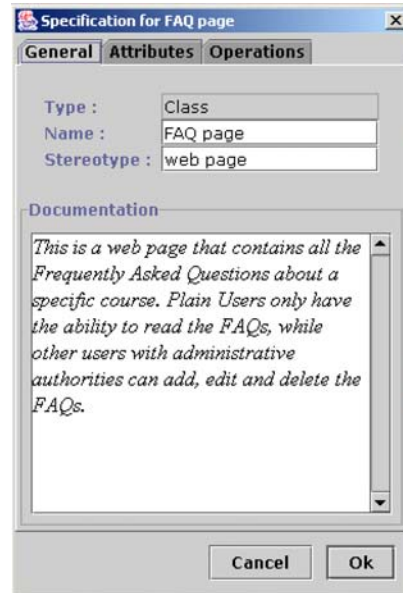 Specification for FAQ page
General Attributes Operations
Type : Class
Name : FAQ page
Stereotype : web page
Documentation
This is a web page that contains all the
Frequently Asked Questions about a
specific course. Plain Users only have
the ability to read the FAQs, while
other users with administrative
authorities can add, edit and delete the
FAQs.
Cancel Ok